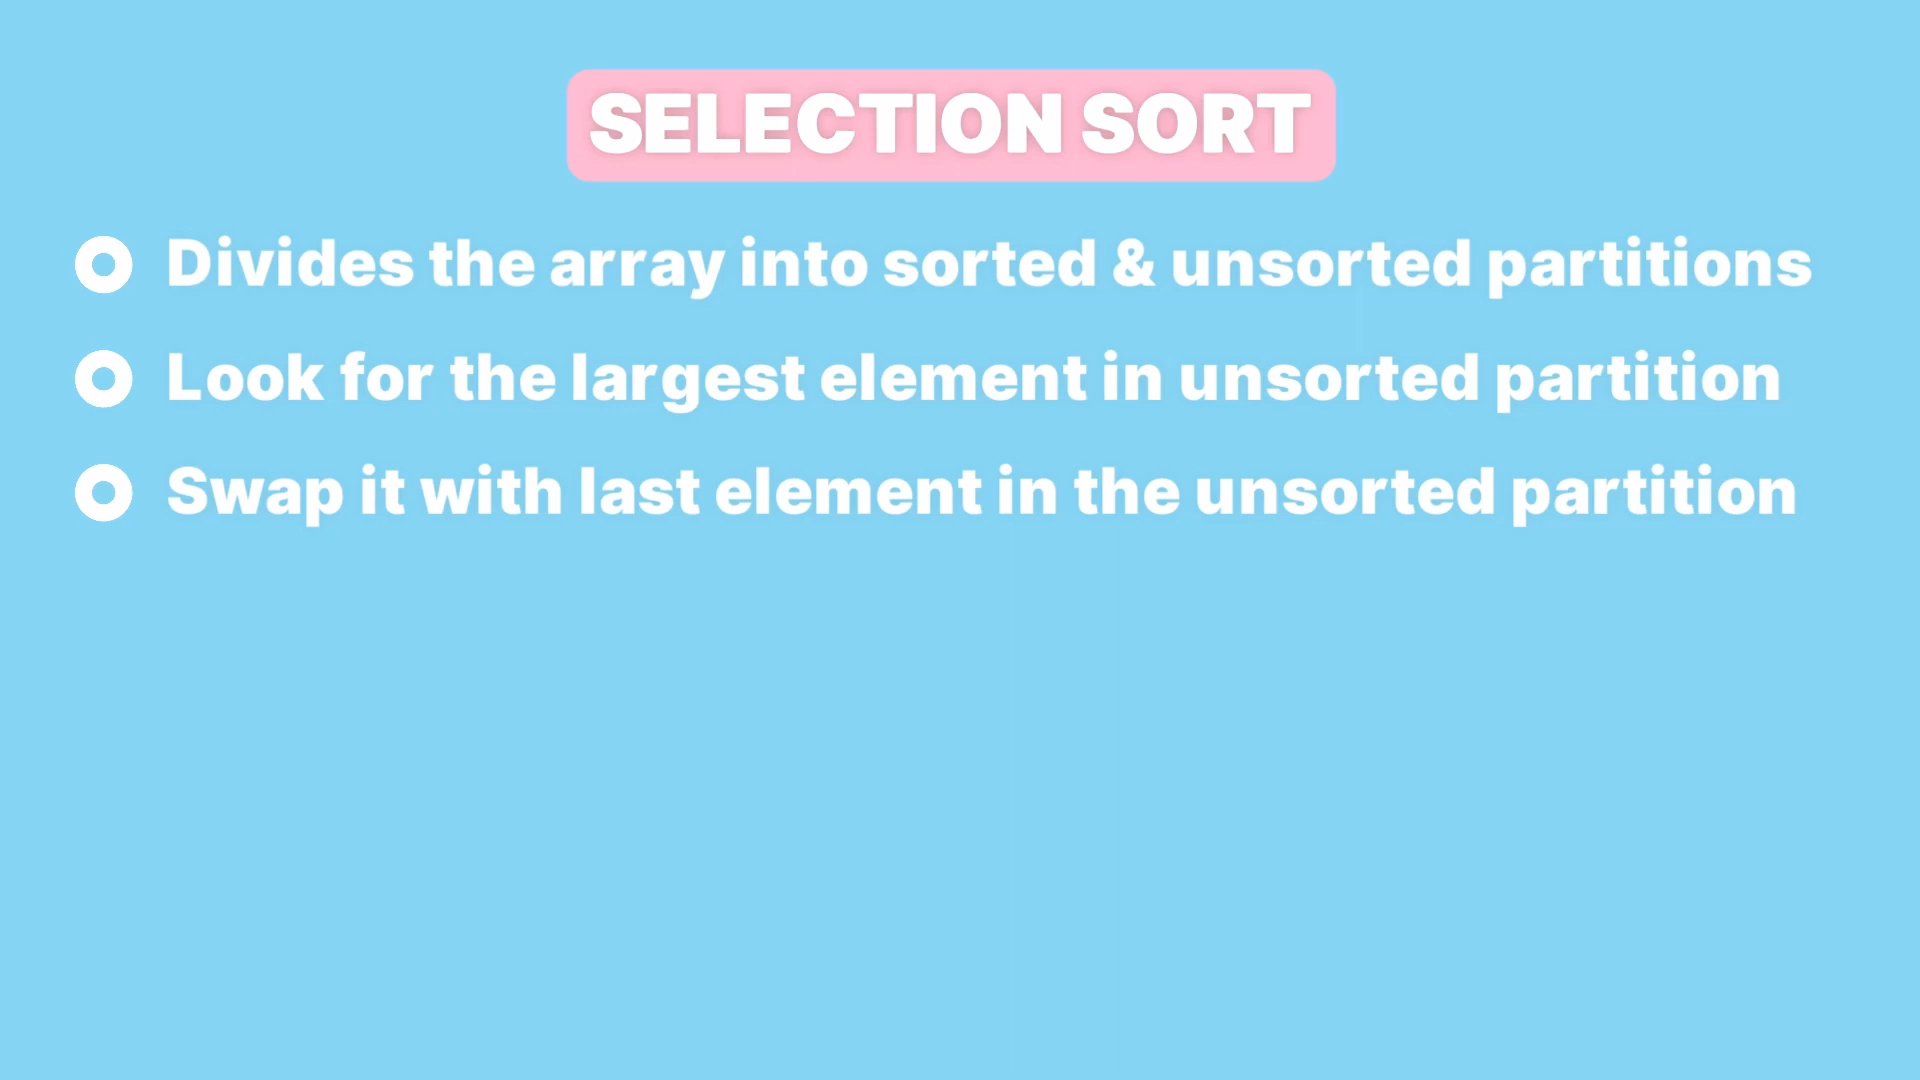 SELECTION SORT
Divides the array into sorted & unsorted partitions
Look for the largest element in unsorted partition
Swap it with last element in the unsorted partition